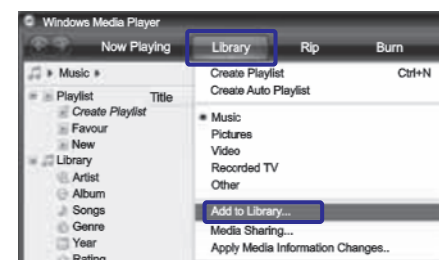 Windows Media Player
Now Playing Library Rip Burn
Music
Playlist Title
Create Playlist
Favour
New
Library
Artist
Album
Songs
Genre
Year
Rating
Create Playlist Ctrl+N
Create Auto Playlist
Music
Pictures
Video
Recorded TV
Other
Add to Library...
Media Sharing...
Apply Media Information Changes..